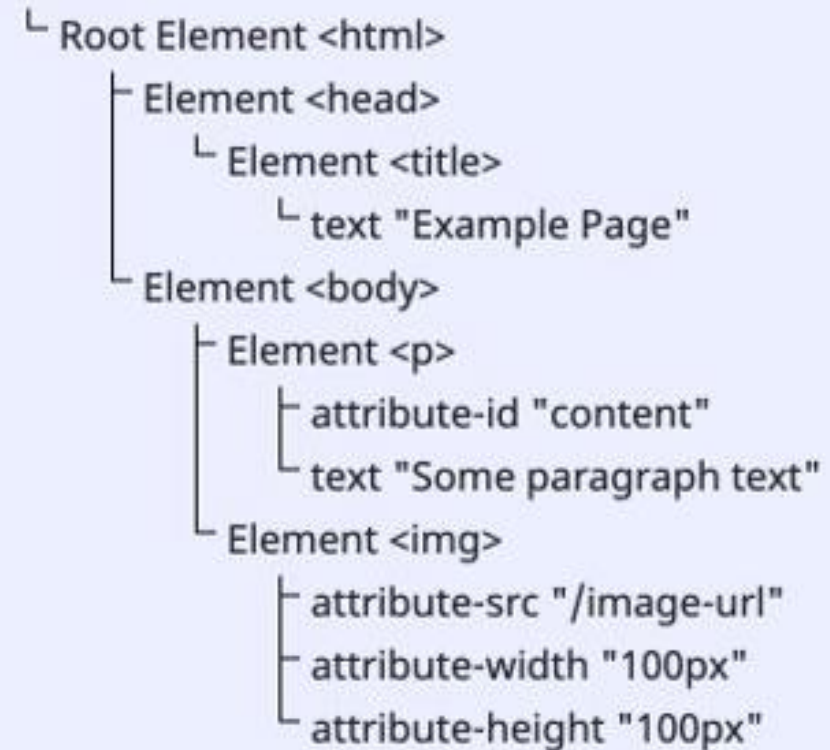 Root Element <html>
Element <head>
Element <title>
text "Example Page"
Element <body>
Element <p>
attribute-id "content"
text "Some paragraph text"
Element <img>
attribute-src "/image-url"
attribute-width "100px"
attribute-height "100px"